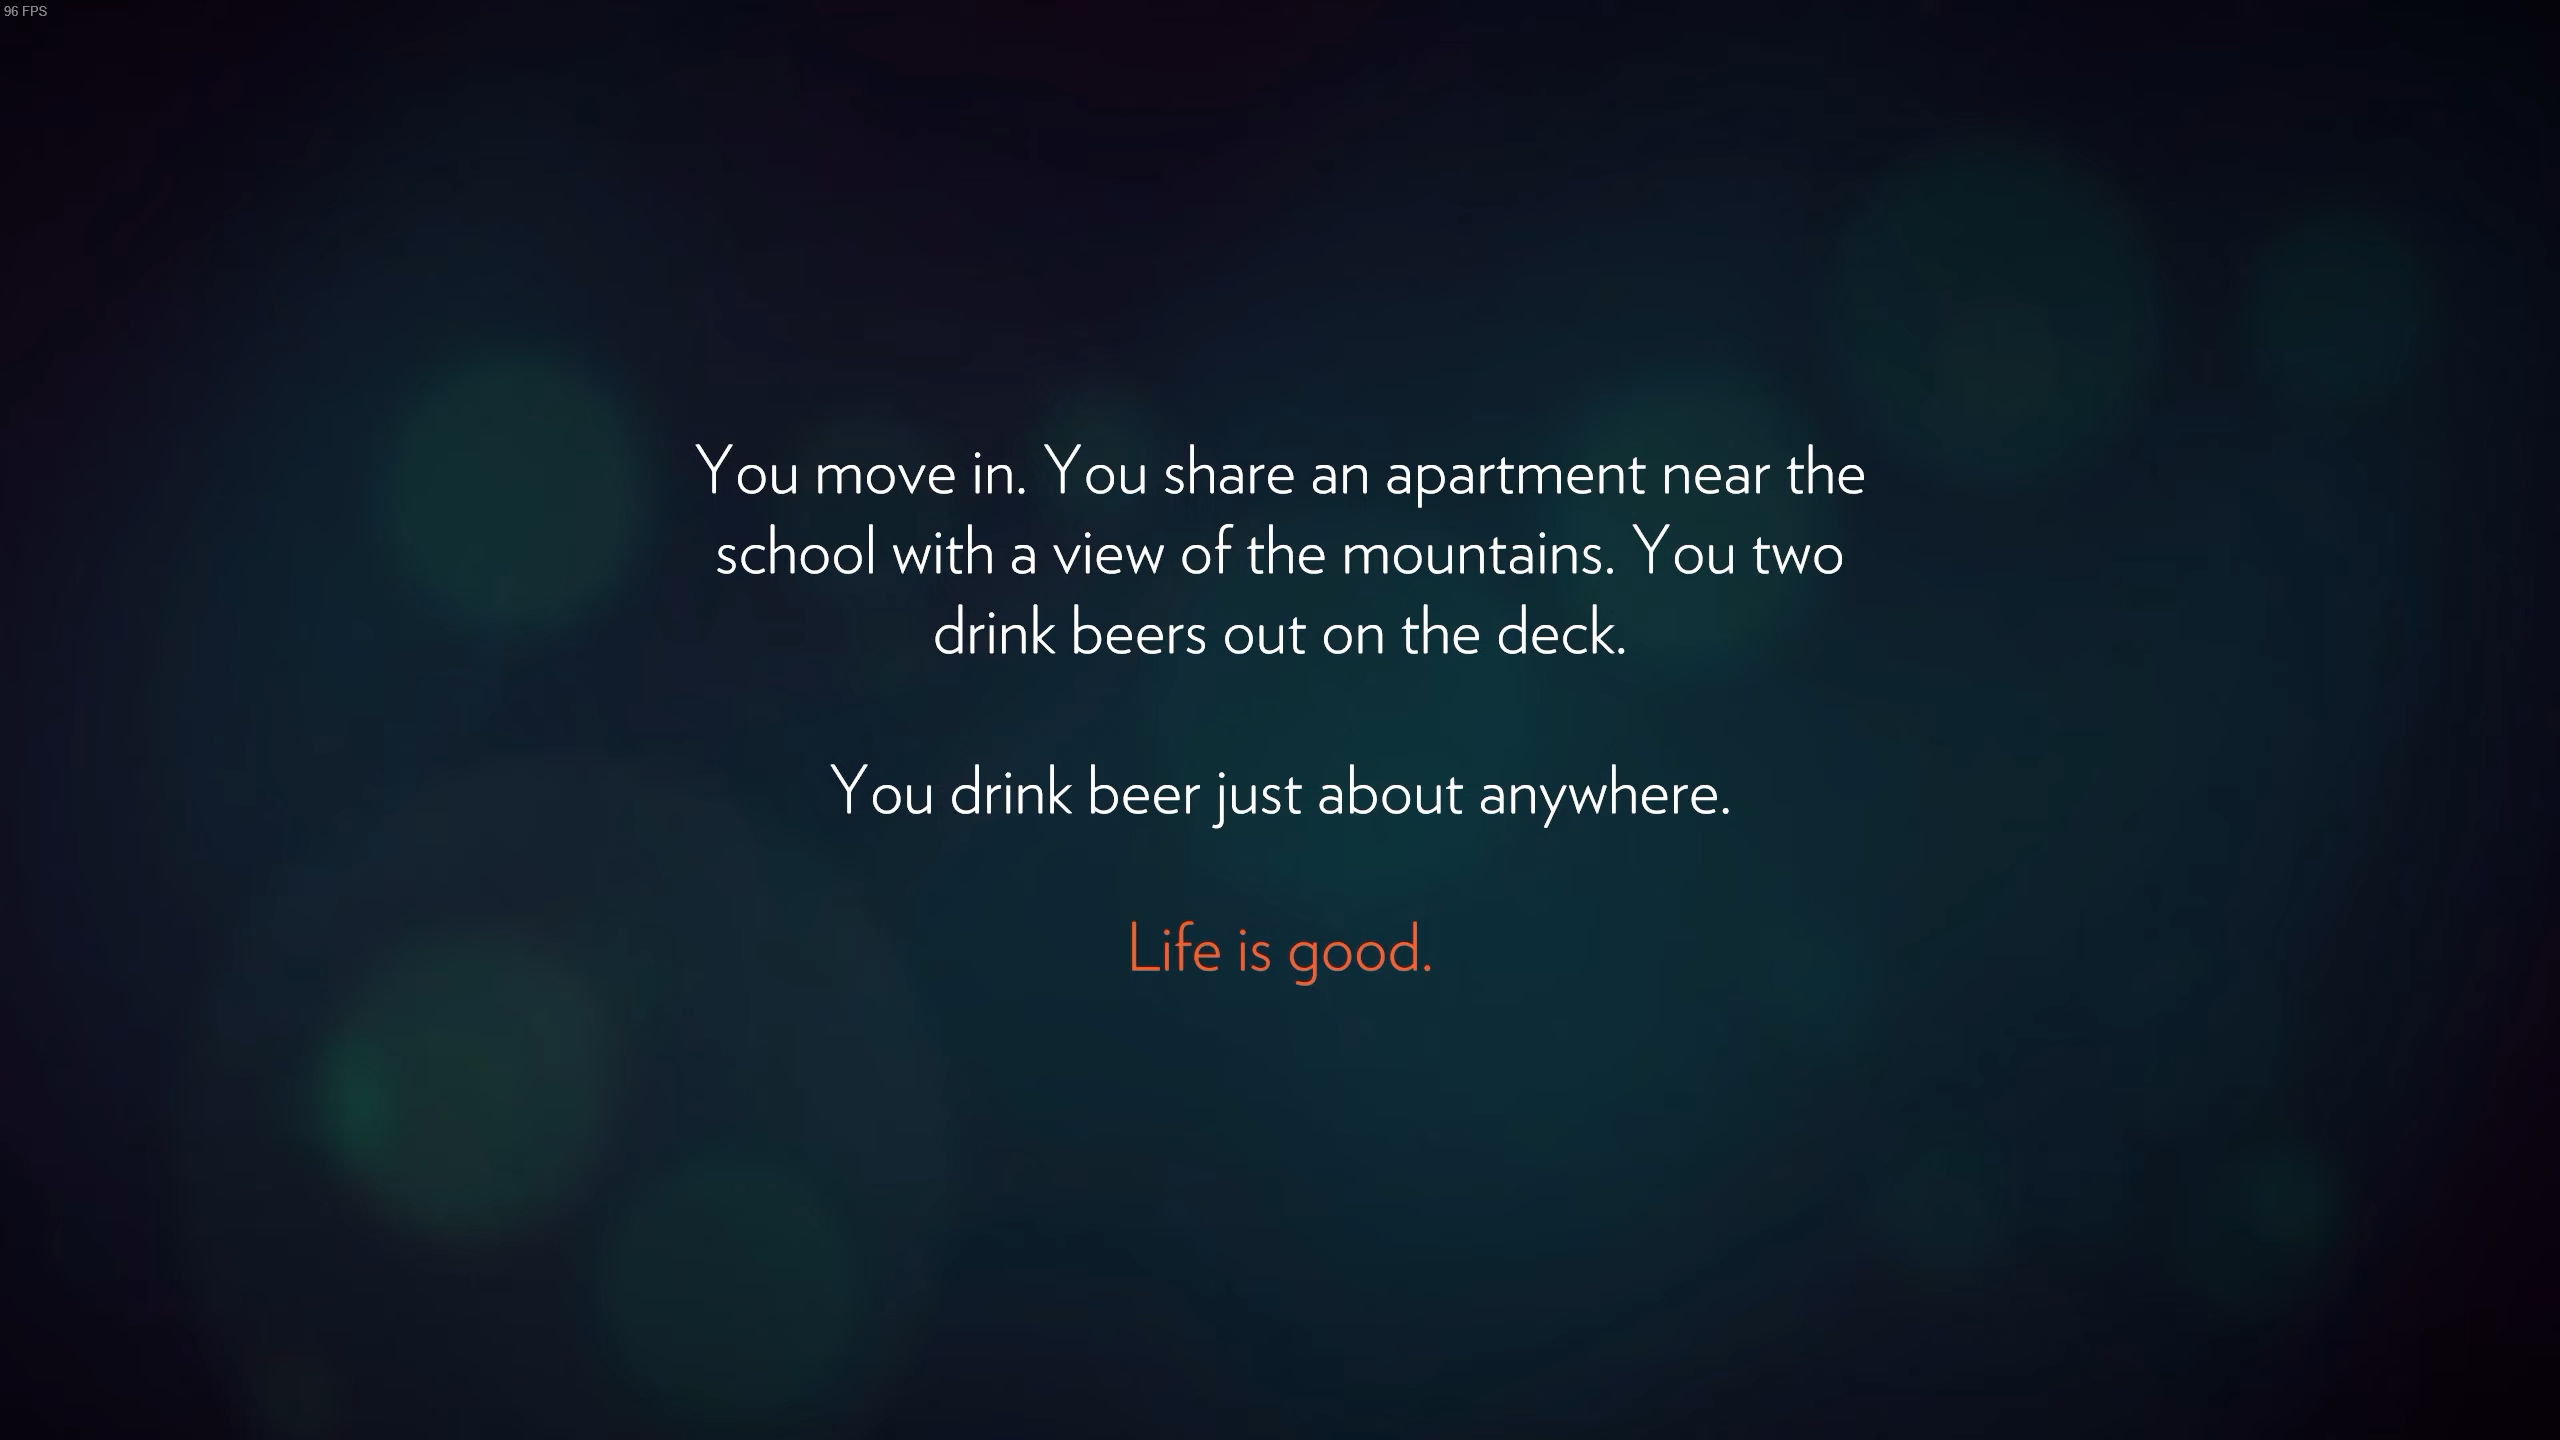 96 FPS
You move in. You share an apartment near the
school with a view of the mountains. You two
drink beers out on the deck.
You drink beer just about anywhere.
Life is good.